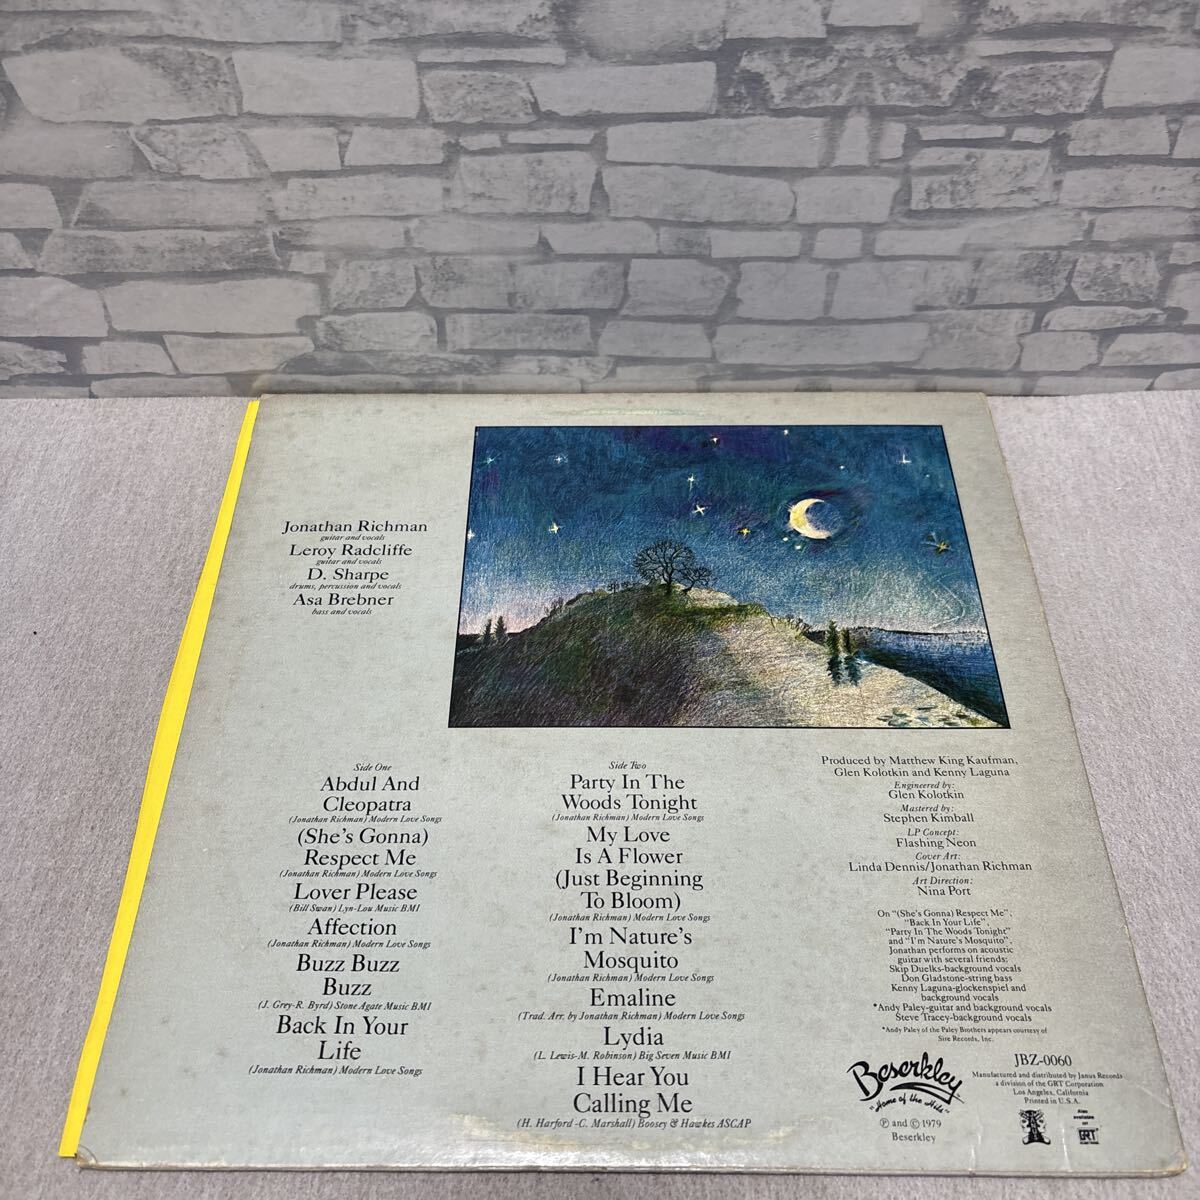 Jonathan Richman
guitar and vocals
Leroy Radcliffe
guitar and vocals
D. Sharpe
drums, percussion and vocals
Asa Brebner
bass and vocals
Side One
Abdul And
Cleopatra
(Jonathan Richman) Modern Love Songs
(She's Gonna)
Respect Me
(Jonathan Richman) Modern Love Songs
Lover Please
(Bill Swan) Lyn-Lou Music BMI
Affection
(Jonathan Richman) Modern Love Songs
Buzz Buzz
Buzz
(J. Grey-R. Byrd) Stone Agate Music BMI
Back In Your
Life
(Jonathan Richman) Modern Love Songs
Side Two
Party In The
Woods Tonight
(Jonathan Richman) Modern Love Songs
My Love
Is A Flower
(Just Beginning
To Bloom)
(Jonathan Richman) Modern Love Songs
I'm Nature's
Mosquito
(Jonathan Richman) Modern Love Songs
Emaline
(Trad. Arr. by Jonathan Richman) Modern Love Songs
Lydia
(L. Lewis-M. Robinson) Big Seven Music BMI
I Hear You
Calling Me
(H. Harford-C. Marshall) Boosey & Hawkes ASCAP
Produced by Matthew King Kaufman,
Glen Kolotkin and Kenny Laguna
Engineered by:
Glen Kolotkin
Mastered by:
Stephen Kimball
LP Concept:
Flashing Neon
Cover Art:
Linda Dennis/Jonathan Richman
Art Direction:
Nina Port
On "(She's Gonna) Respect Me",
"Back In Your Life",
"Party In The Woods Tonight"
and "I'm Nature's Mosquito",
Jonathan performs on acoustic
guitar with several friends;
Skip Duelks-background vocals
Don Gladstone-string bass
Kenny Laguna-glockenspiel and
background vocals
*Andy Paley-guitar and background vocals
Steve Tracey-background vocals
*Andy Paley of the Paley Brothers appears courtesy of
Sire Records, Inc.
Beserkley
"Home of the Hits"
℗ and © 1979
Beserkley
JBZ-0060
Manufactured and distributed by Janus Records
a division of the GRT Corporation
Los Angeles, California
Printed in U.S.A.
Also
available
on
GRT